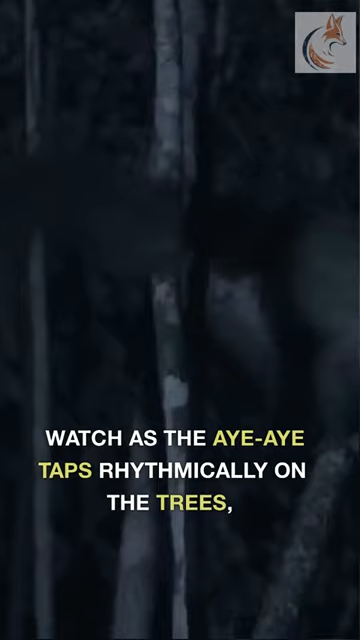 WATCH AS THE AYE-AYE
TAPS RHYTHMICALLY ON
THE TREES,